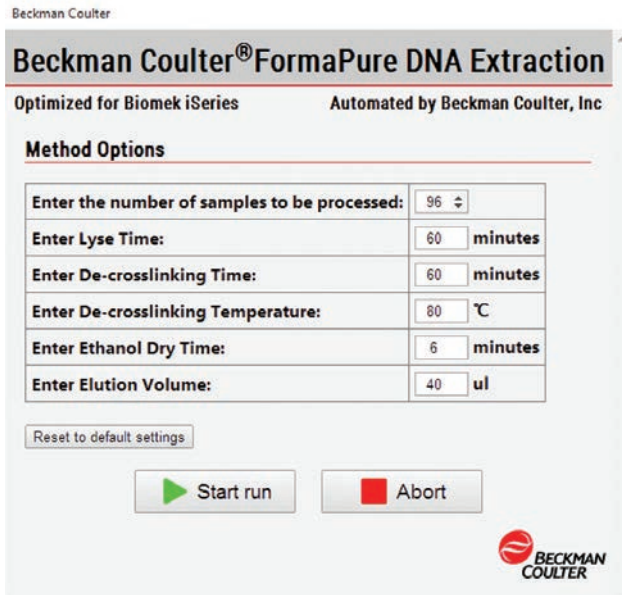 Beckman Coulter
Beckman Coulter®FormaPure DNA Extraction
Optimized for Biomek iSeries Automated by Beckman Coulter, Inc
Method Options
Enter the number of samples to be processed: 96
Enter Lyse Time: 60 minutes
Enter De-crosslinking Time: 60 minutes
Enter De-crosslinking Temperature: 80 ℃
Enter Ethanol Dry Time: 6 minutes
Enter Elution Volume: 40 ul
Reset to default settings
Start run Abort
BECKMAN
COULTER